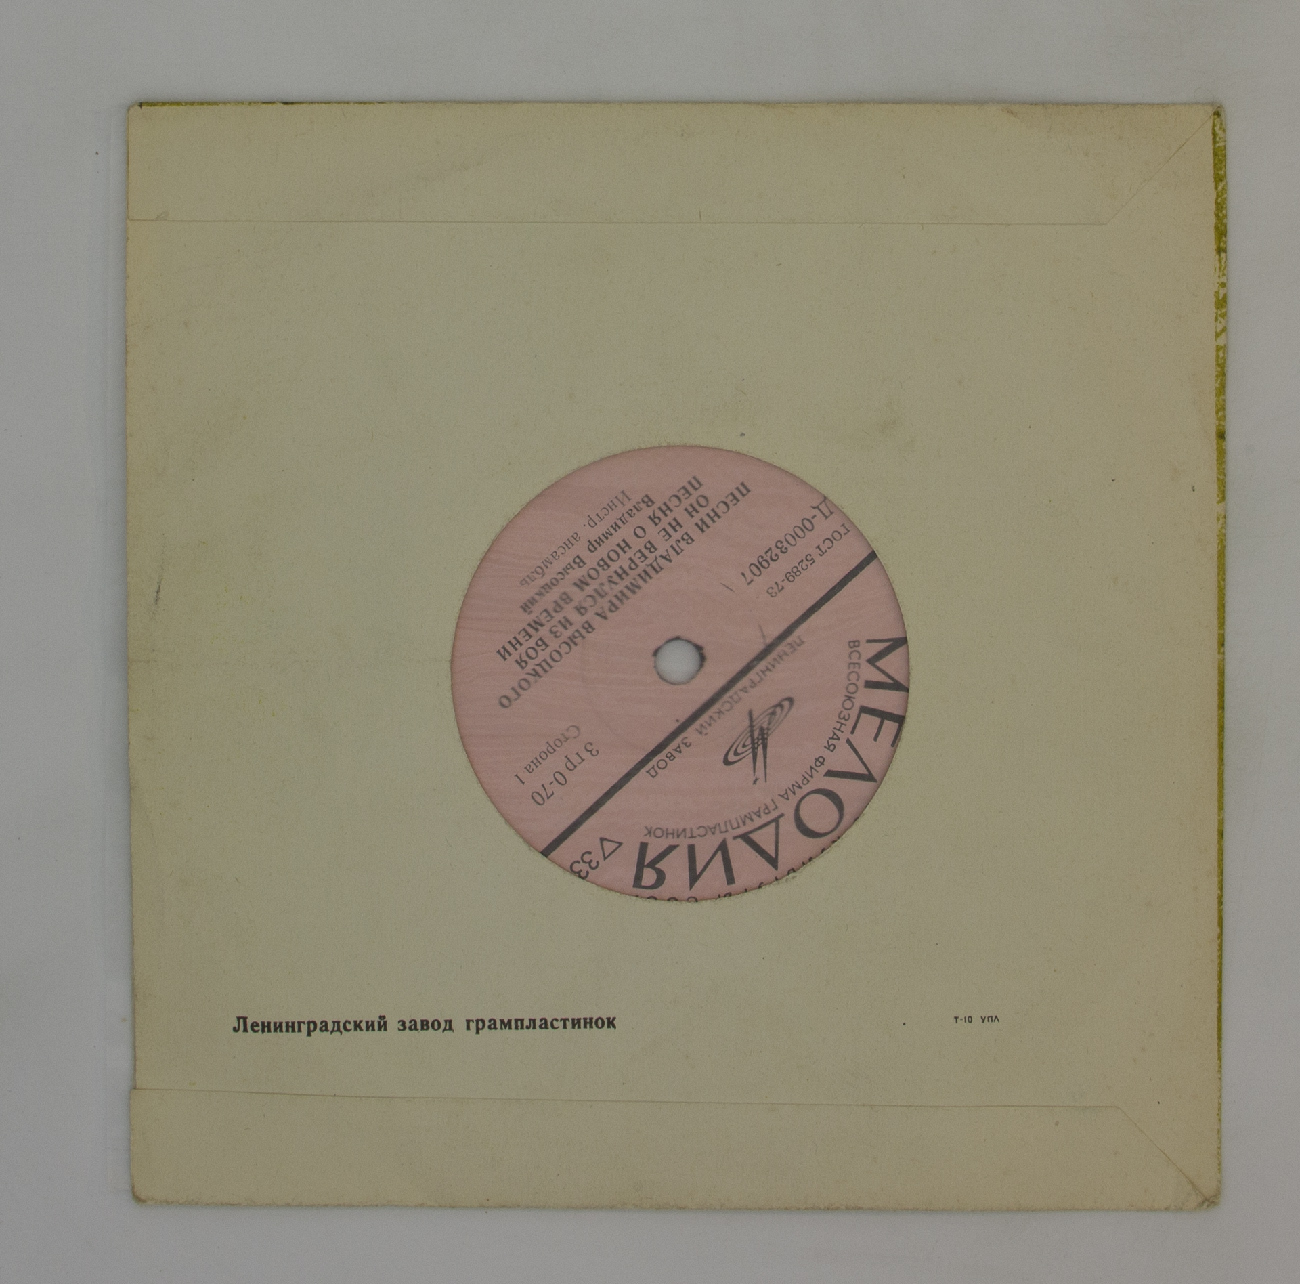 МЕЛОДИЯ
ВСЕСОЮЗНАЯ ФИРМА ГРАМПЛАСТИНОК
ЛЕНИНГРАДСКИЙ ЗАВОД
▽33
ГОСТ 5289-73
Д-00032907
3 гр 0-70
Сторона 1
ПЕСНИ ВЛАДИМИРА ВЫСОЦКОГО
ОН НЕ ВЕРНУЛСЯ ИЗ БОЯ
ПЕСНЯ О НОВОМ ВРЕМЕНИ
Владимир Высоцкий
Инстр. ансамбль
Ленинградский завод грампластинок
Т-10 УПЛ